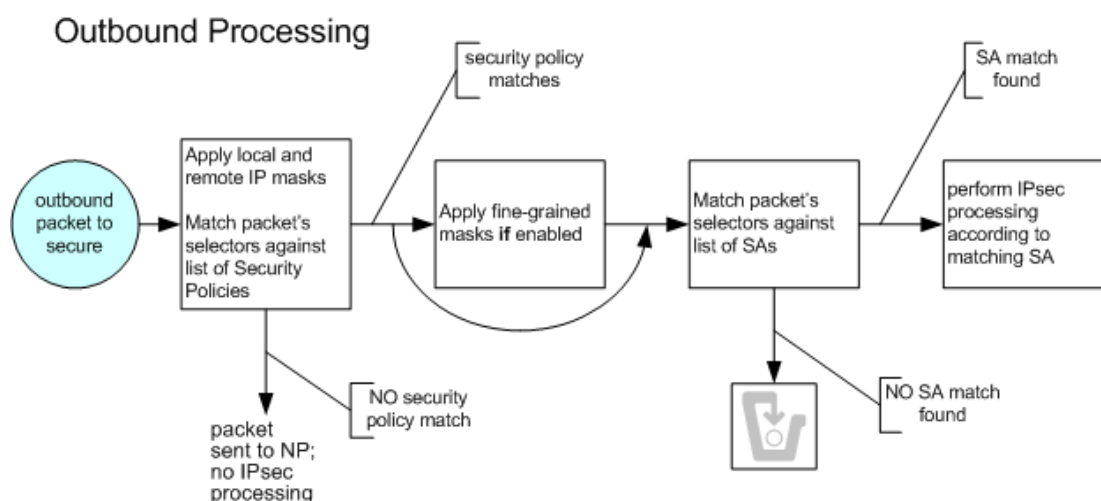 Outbound Processing
security policy
matches
SA match
found
outbound
packet to
secure
Apply local and
remote IP masks
Match packet's
selectors against
list of Security
Policies
Apply fine-grained
masks if enabled
Match packet's
selectors against
list of SAs
perform IPsec
processing
according to
matching SA
NO security
policy match
NO SA match
found
packet
sent to NP;
no IPsec
processing